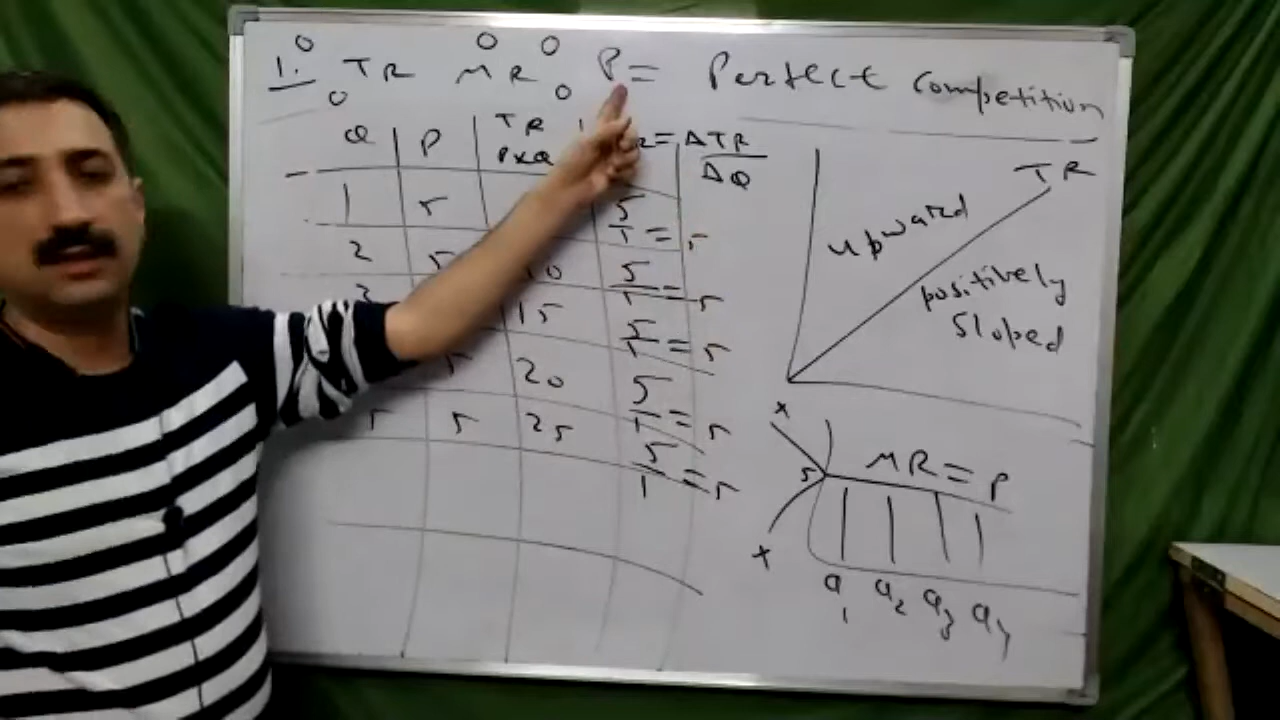 1. TR MR P= Perfect competition
Q P TR = ΔTR
P×Q ΔQ
1 5 5/1 = 5
2 5 10 5/1 = 5
15 5/1 = 5
5 20 5/1 = 5
5 5 25 5/1 = 5
TR
upward
positively
Sloped
x
5 MR = P
x
Q1 Q2 Q3 Q4